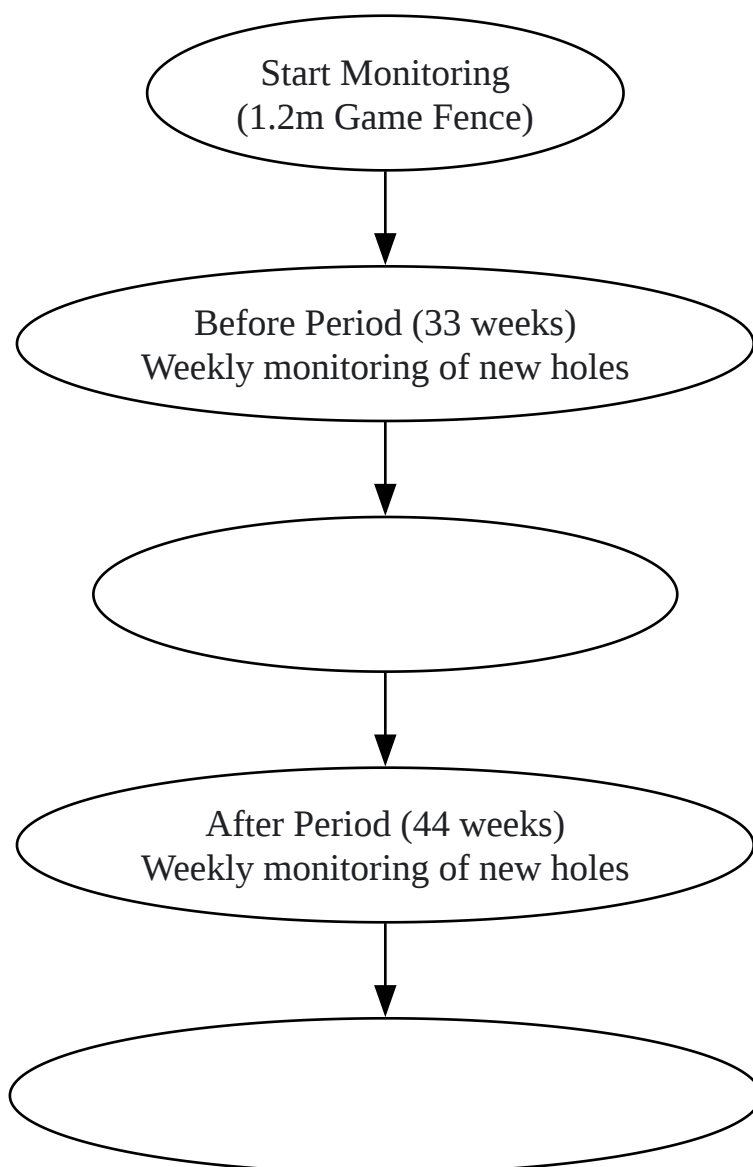 Start Monitoring
(1.2m Game Fence)
Before Period (33 weeks)
Weekly monitoring of new holes
After Period (44 weeks)
Weekly monitoring of new holes